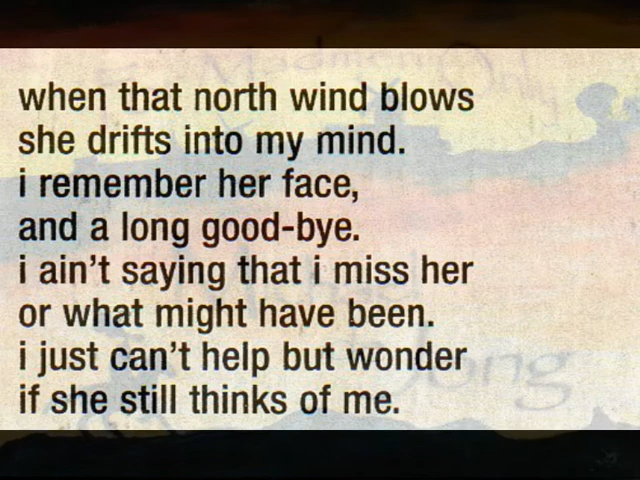 when that north wind blows
she drifts into my mind.
i remember her face,
and a long good-bye.
i ain't saying that i miss her
or what might have been.
i just can't help but wonder
if she still thinks of me.